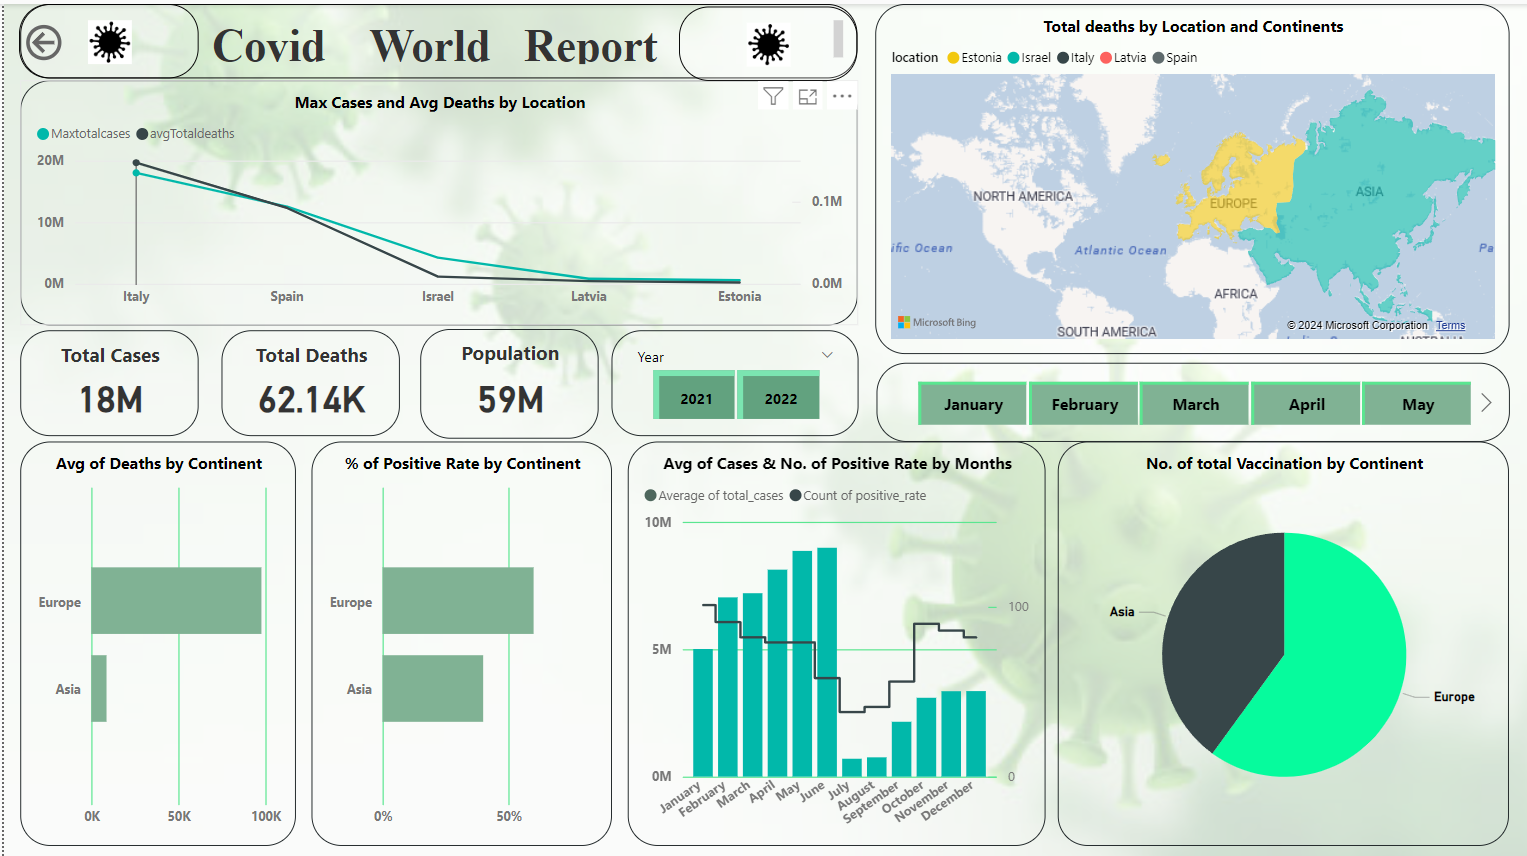 Covid World Report
Max Cases and Avg Deaths by Location
Maxtotalcases avgTotaldeaths
20M
10M
0M
0.1M
0.0M
Italy Spain Israel Latvia Estonia
Total deaths by Location and Continents
location Estonia Israel Italy Latvia Spain
NORTH AMERICA
EUROPE
ASIA
ific Ocean
Atlantic Ocean
Pa
AFRICA
SOUTH AMERICA
Microsoft Bing
© 2024 Microsoft Corporation Terms
Total Cases
18M
Total Deaths
62.14K
Population
59M
Year
2021 2022
January February March April May
Avg of Deaths by Continent
Europe
Asia
0K 50K 100K
% of Positive Rate by Continent
Europe
Asia
0% 50%
Avg of Cases & No. of Positive Rate by Months
Average of total_cases Count of positive_rate
10M
5M
0M
100
0
January February March April May June July August September October November December
No. of total Vaccination by Continent
Asia
Europe